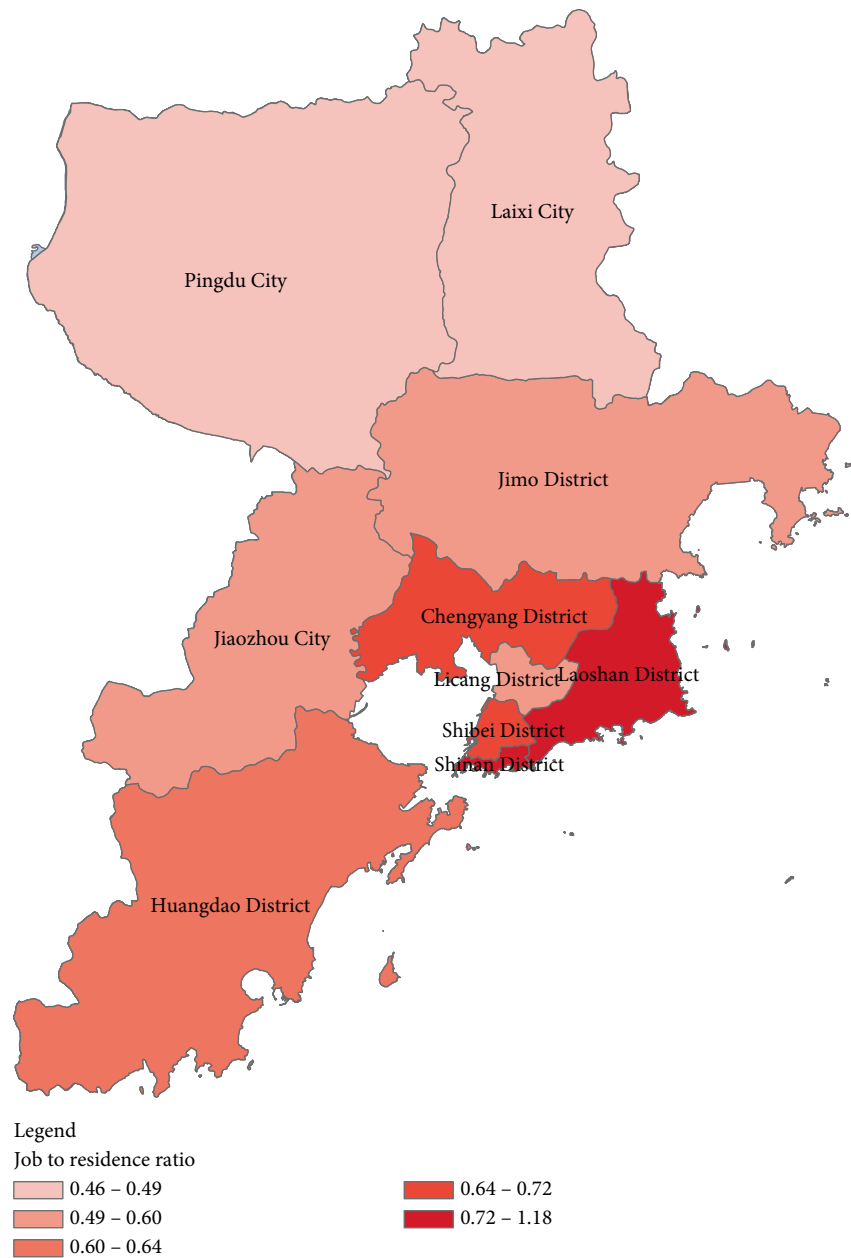 Laixi City
Pingdu City
Jimo District
Chengyang District
Jiaozhou City
Laoshan District
Licang District
Shibei District
Shinan District
Huangdao District
Legend
Job to residence ratio
0.46 – 0.49
0.49 – 0.60
0.60 – 0.64
0.64 – 0.72
0.72 – 1.18